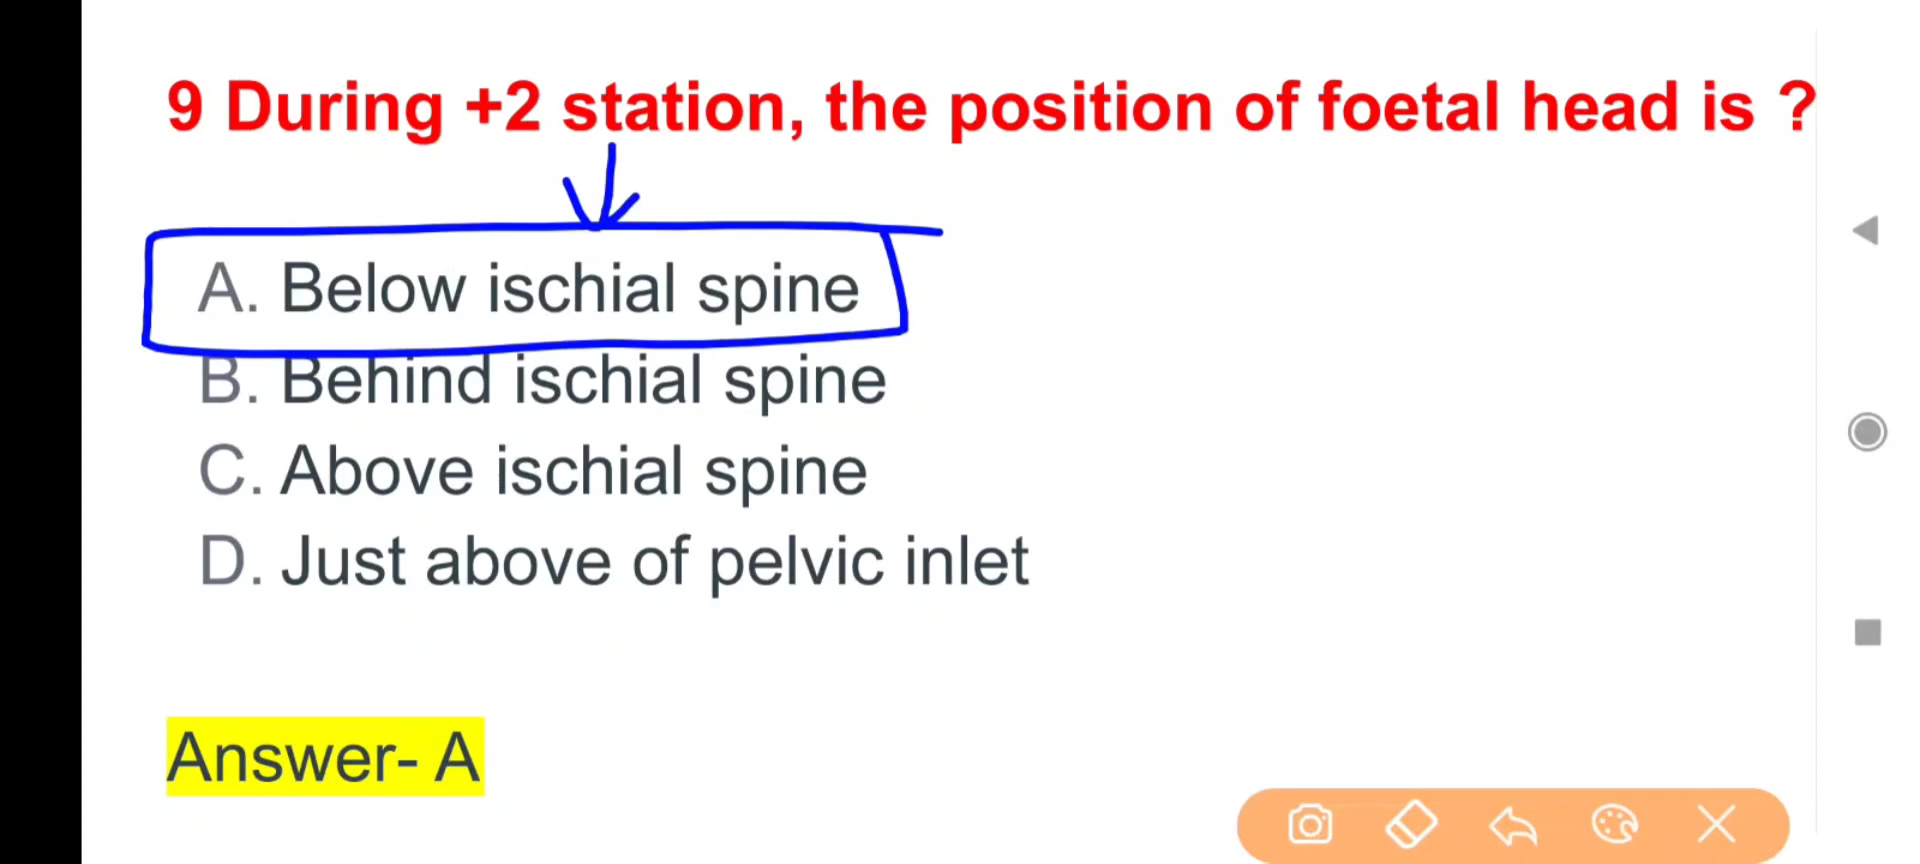 9 During +2 station, the position of foetal head is ?
A. Below ischial spine
B. Behind ischial spine
C. Above ischial spine
D. Just above of pelvic inlet
Answer- A